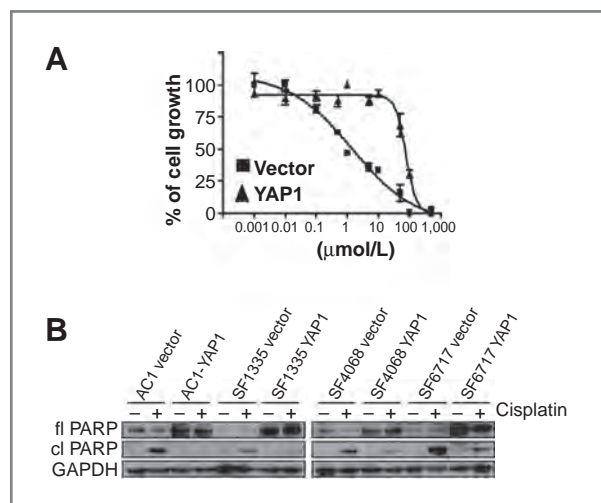 A
% of cell growth
100
75
50
25
0
Vector
YAP1
0.001 0.01 0.1 1 10 100 1,000
(µmol/L)
B
AC1 vector AC1-YAP1 SF1335 vector SF1335 YAP1 SF4068 vector SF4068 YAP1 SF6717 vector SF6717 YAP1
– + – + – + – + – + – + – + – + Cisplatin
fl PARP
cl PARP
GAPDH